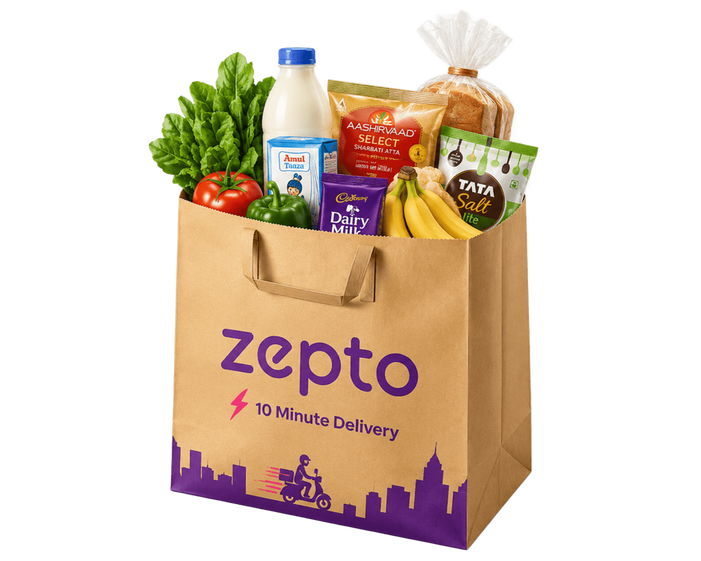 AASHIRVAAD
SELECT
SHARBATI ATTA
Amul
Taaza
Cadbury
Dairy
Milk
TATA
Salt
lite
zepto
10 Minute Delivery